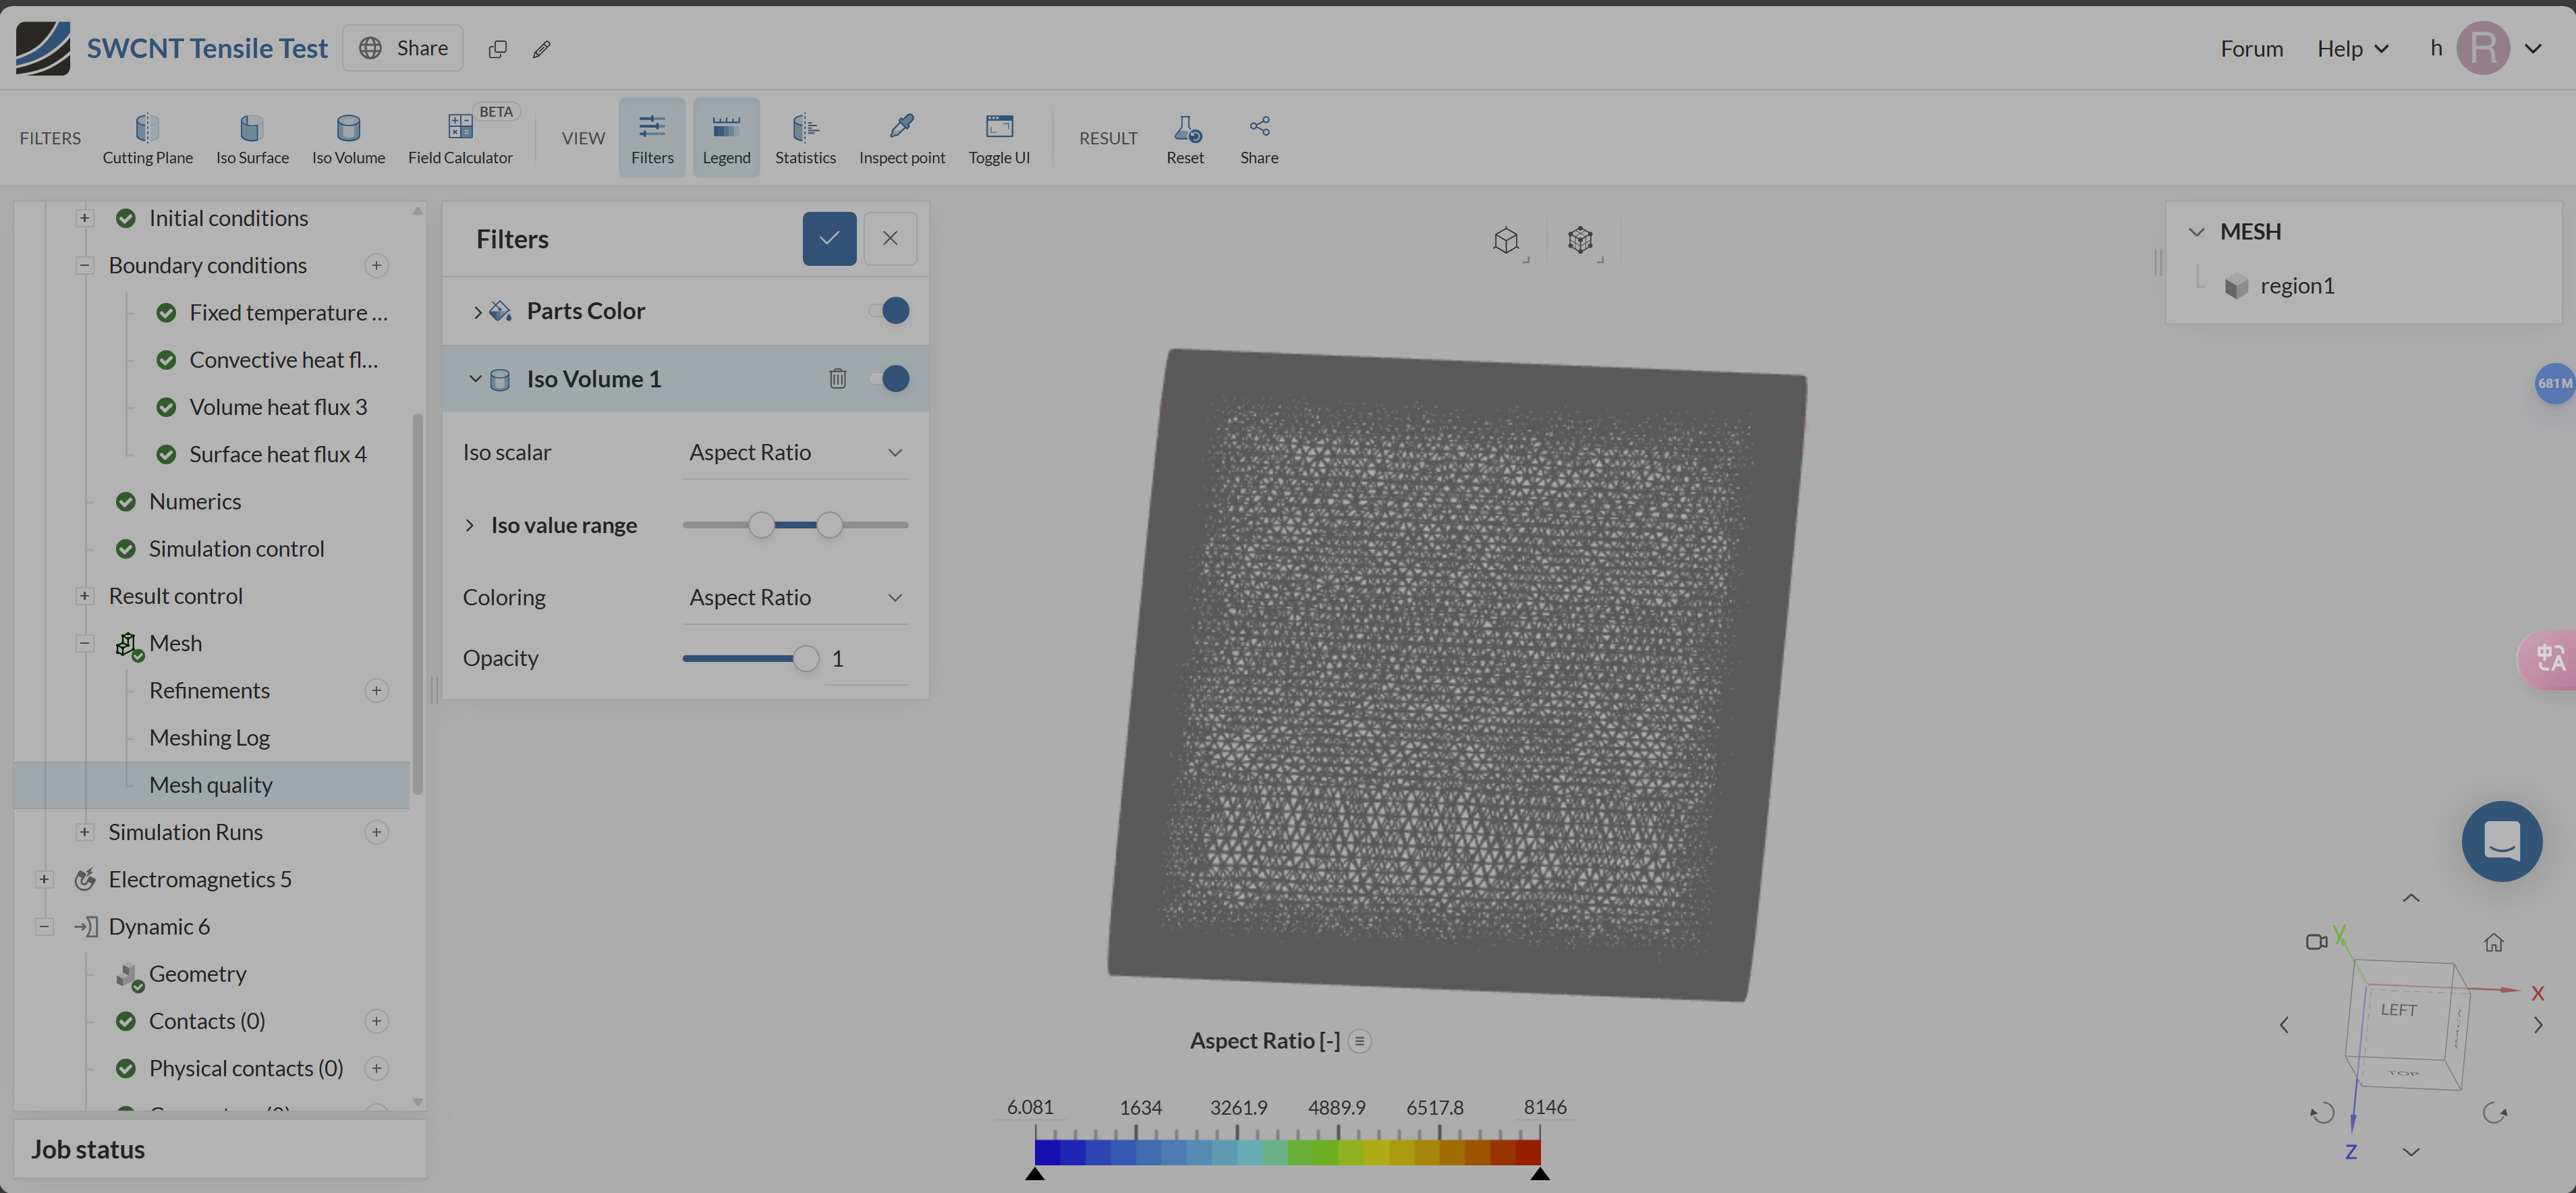 SWCNT Tensile Test
Share
Forum
Help
h
R
FILTERS
Cutting Plane
Iso Surface
Iso Volume
Field Calculator
BETA
VIEW
Filters
Legend
Statistics
Inspect point
Toggle UI
RESULT
Reset
Share
Initial conditions
Boundary conditions
Fixed temperature ...
Convective heat fl...
Volume heat flux 3
Surface heat flux 4
Numerics
Simulation control
Result control
Mesh
Refinements
Meshing Log
Mesh quality
Simulation Runs
Electromagnetics 5
Dynamic 6
Geometry
Contacts (0)
Physical contacts (0)
Job status
Filters
Parts Color
Iso Volume 1
Iso scalar
Aspect Ratio
Iso value range
Coloring
Aspect Ratio
Opacity
1
MESH
region1
681M
中A
Aspect Ratio [-]
6.081 1634 3261.9 4889.9 6517.8 8146
Y
X
LEFT
TOP
Z